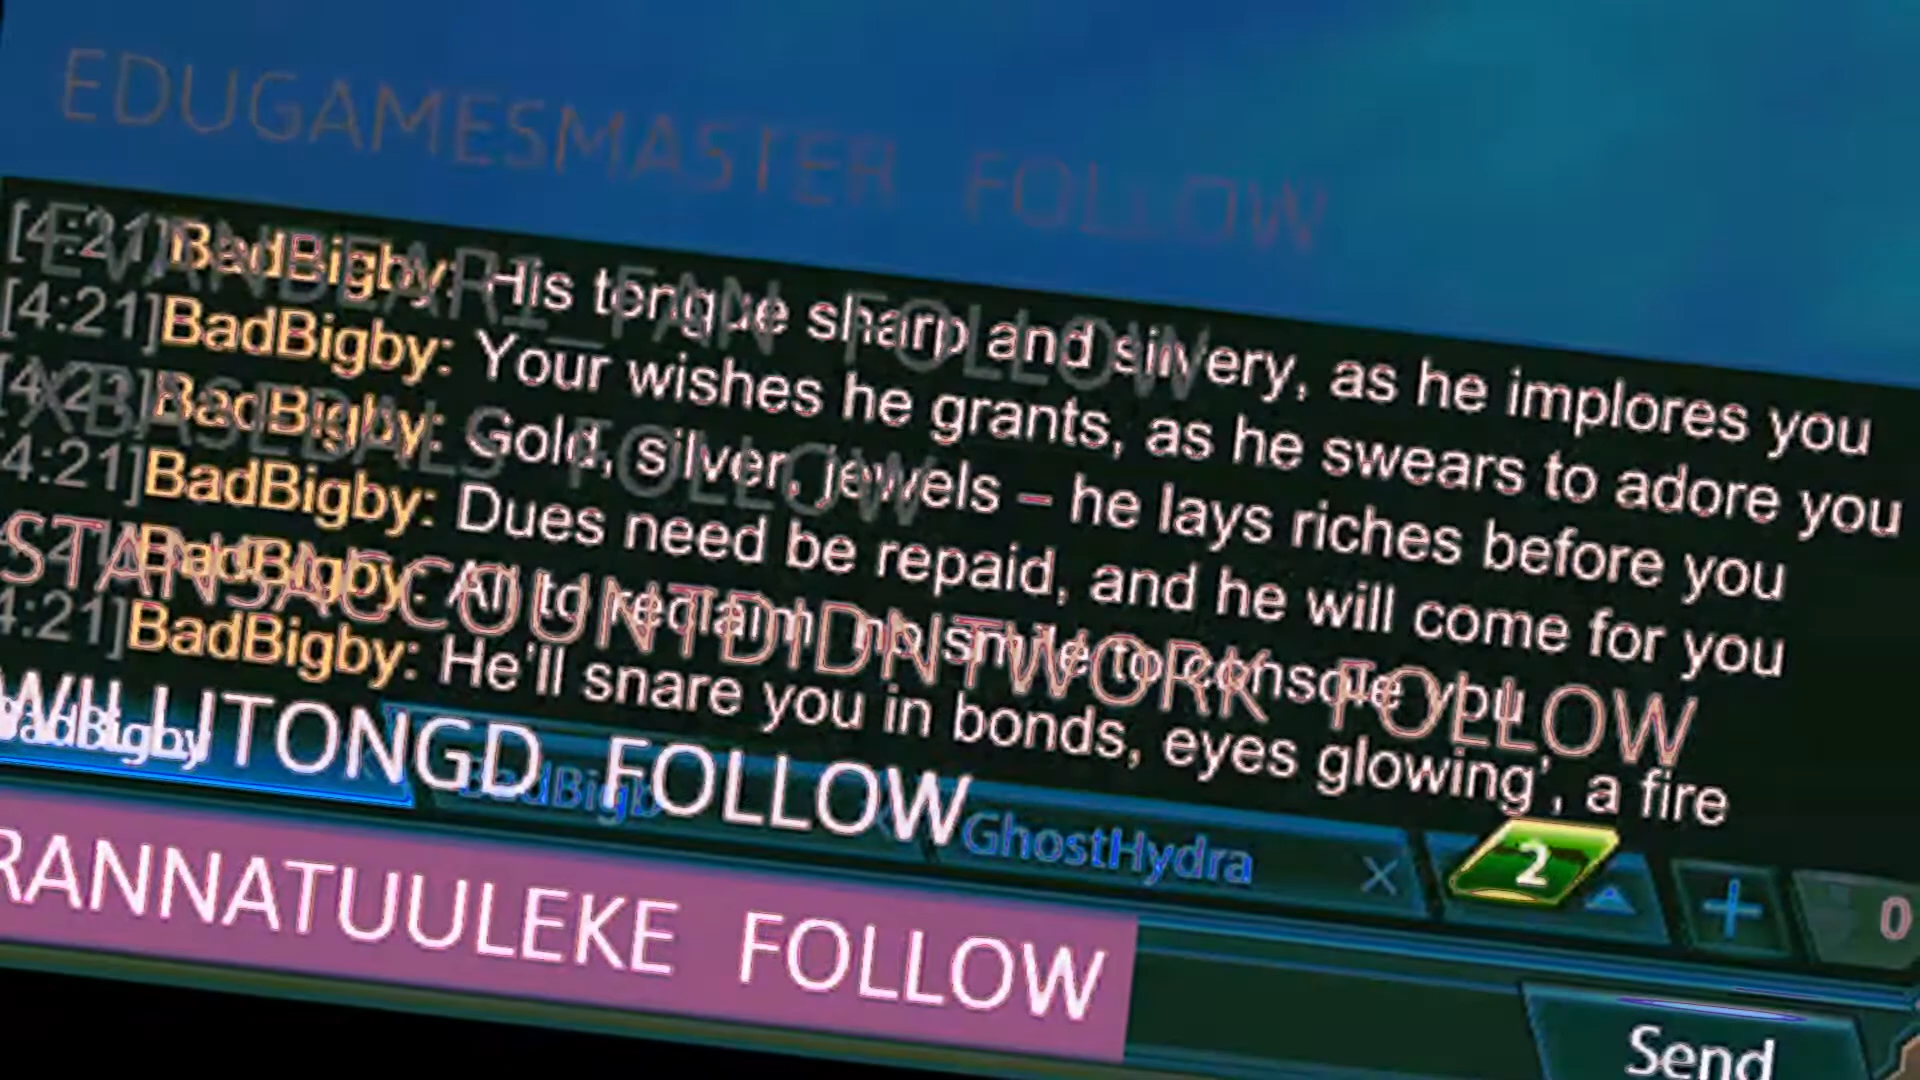 EDUGAMESMASTER FOLLOW
[4:21]BadBigby: His tongue sharp and silvery, as he implores you
EVANBEART_FAN FOLLOW
[4:21]BadBigby: Your wishes he grants, as he swears to adore you
[4:21]BadBigby: Gold, silver, jewels – he lays riches before you
FOLLOW
4:21]BadBigby: Dues need be repaid, and he will come for you
4:21]BadBigby: All to reclaim, no smile to console you
STANSACCOUNTDIDNTWORK FOLLOW
4:21]BadBigby: He'll snare you in bonds, eyes glowing', a fire
FOLLOW
BadBigby BadBigb GhostHydra × 2 + 0
RANNATUULEKE FOLLOW
Send